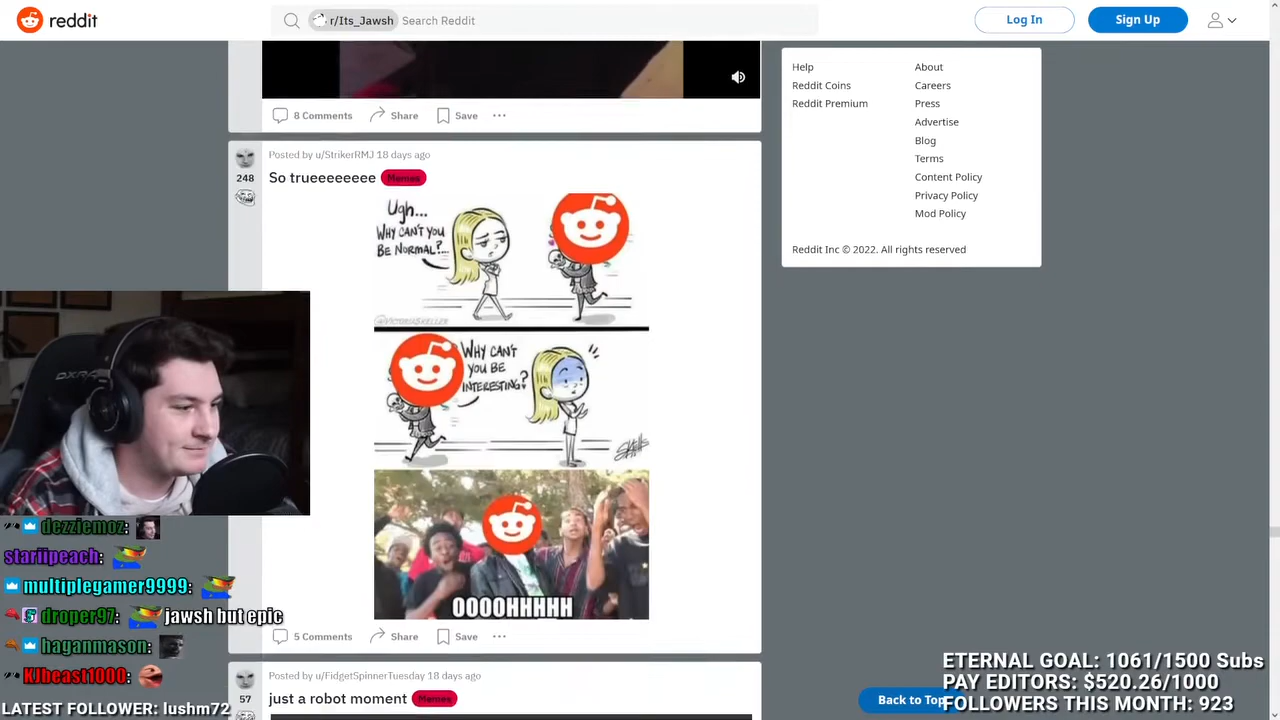 reddit
r/Its_Jawsh Search Reddit
Log In
Sign Up
8 Comments Share Save
Help
Reddit Coins
Reddit Premium
About
Careers
Press
Advertise
Blog
Terms
Content Policy
Privacy Policy
Mod Policy
Reddit Inc © 2022. All rights reserved
Posted by u/StrikerRMJ 18 days ago
248
So trueeeeeeee Memes
Ugh...
WHY CAN'T YOU
BE NORMAL?...
WHY CAN'T
YOU BE
INTERESTING?
OOOOHHHHH
5 Comments Share Save
Posted by u/FidgetSpinnerTuesday 18 days ago
57
just a robot moment Memes
Back to Top
dezziemoz:
stariipeach:
multiplegamer9999:
droper97: jawsh but epic
haganmason:
KJbeast1000:
LATEST FOLLOWER: lushm72
ETERNAL GOAL: 1061/1500 Subs
PAY EDITORS: $520.26/1000
FOLLOWERS THIS MONTH: 923